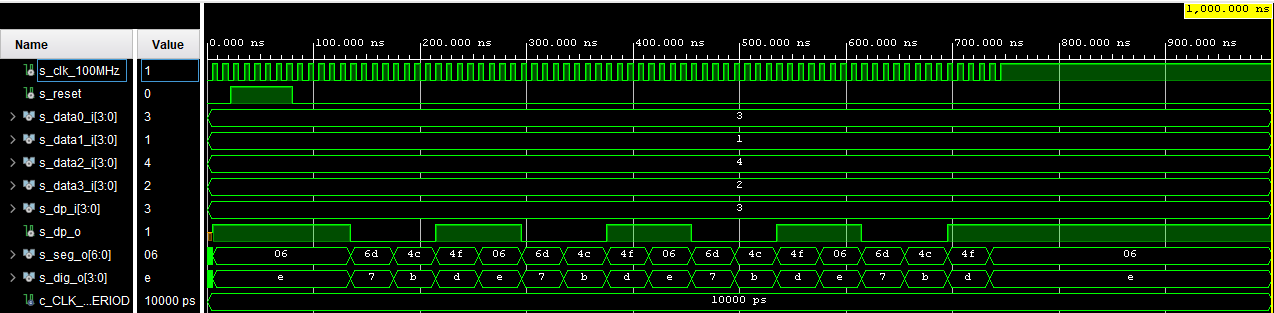 1,000.000 ns
Name Value 0.000 ns 100.000 ns 200.000 ns 300.000 ns 400.000 ns 500.000 ns 600.000 ns 700.000 ns 800.000 ns 900.000 ns
s_clk_100MHz 1
s_reset 0
s_data0_i[3:0] 3 3
s_data1_i[3:0] 1 1
s_data2_i[3:0] 4 4
s_data3_i[3:0] 2 2
s_dp_i[3:0] 3 3
s_dp_o 1
s_seg_o[6:0] 06 06 6d 4c 4f 06 6d 4c 4f 06 6d 4c 4f 06 6d 4c 4f 06
s_dig_o[3:0] e e 7 b d e 7 b d e 7 b d e 7 b d e
c_CLK_...ERIOD 10000 ps 10000 ps